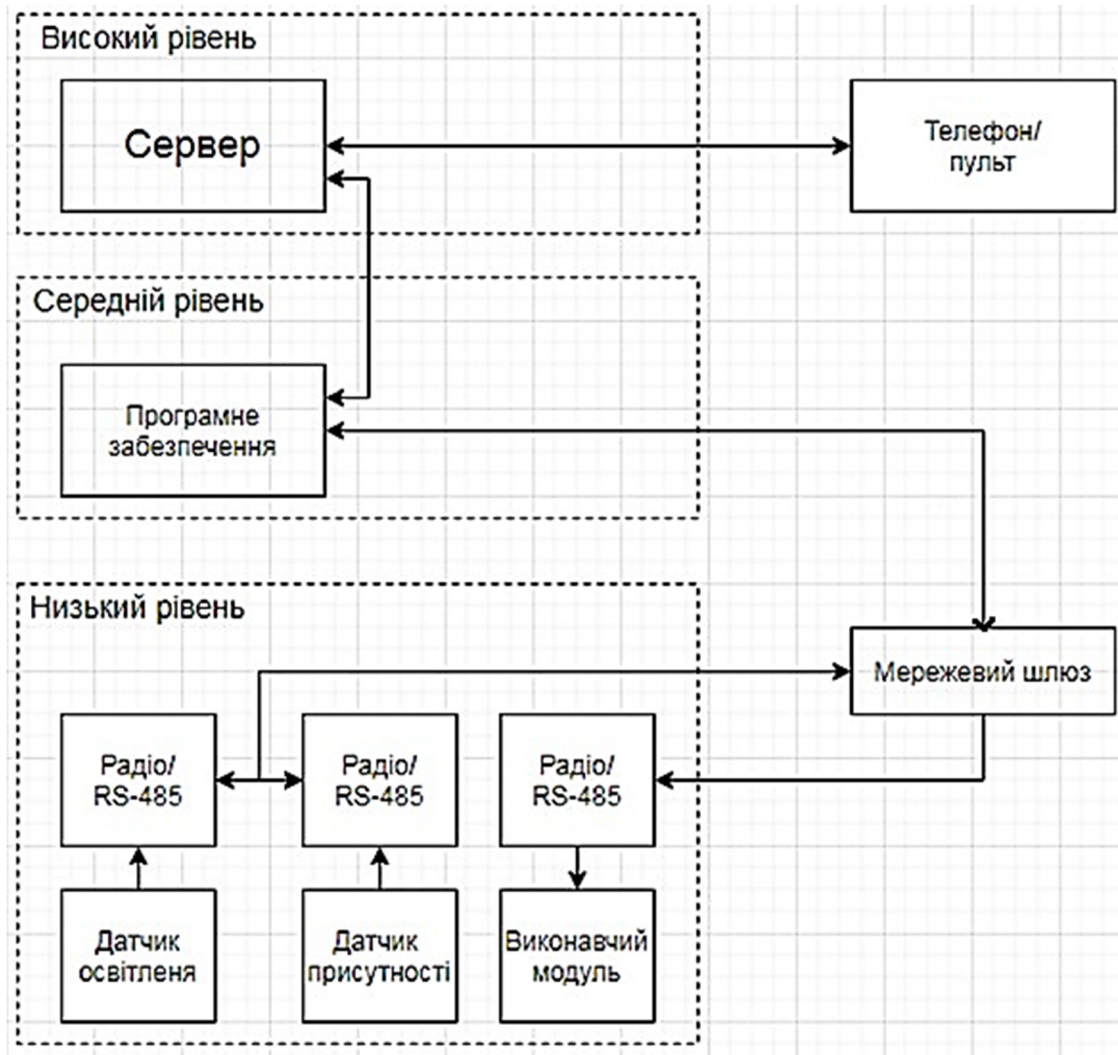 Високий рівень
Сервер
Телефон/
пульт
Середній рівень
Програмне
забезпечення
Низький рівень
Мережевий шлюз
Радіо/
RS-485
Радіо/
RS-485
Радіо/
RS-485
Датчик
освітленя
Датчик
присутності
Виконавчий
модуль